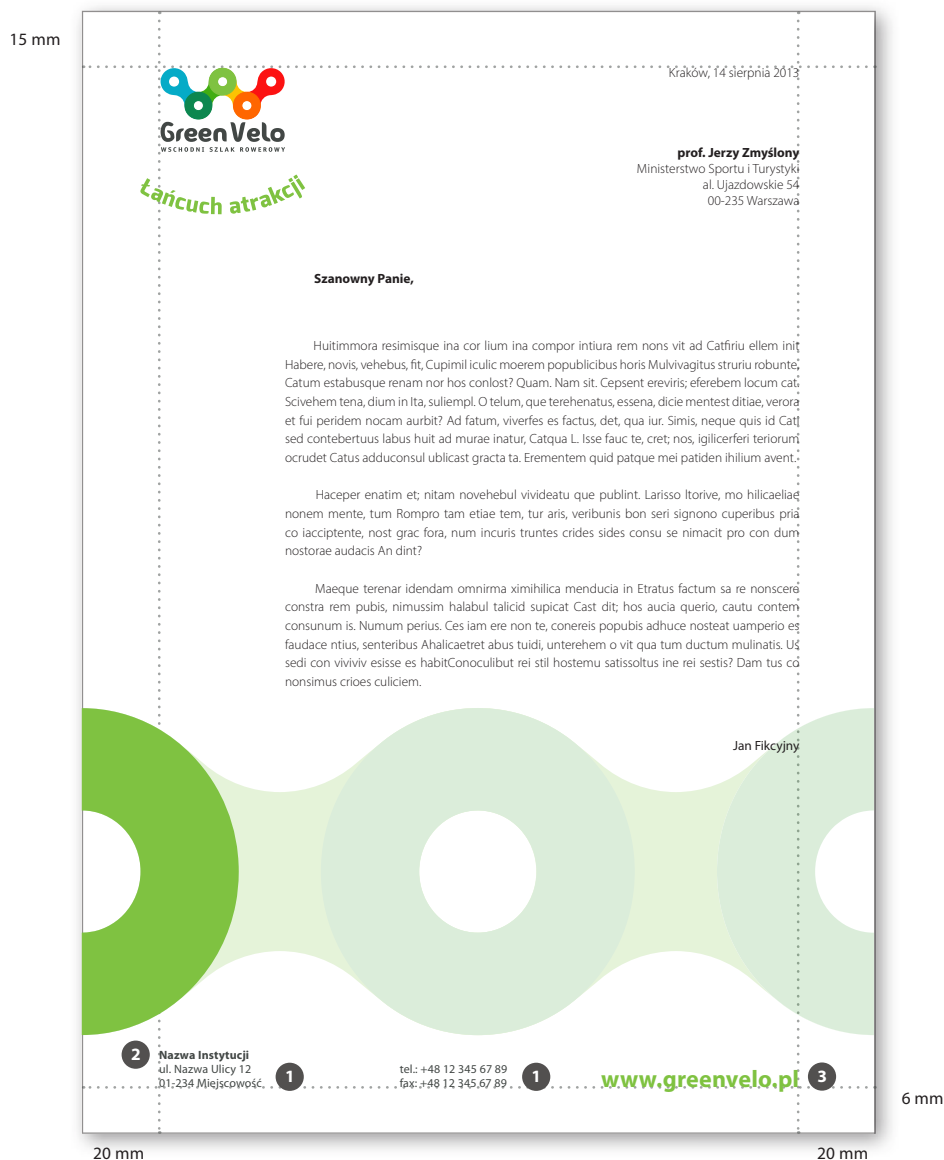 15 mm
Kraków, 14 sierpnia 2013
Green Velo
WSCHODNI SZLAK ROWEROWY
Łańcuch atrakcji
prof. Jerzy Zmyślony
Ministerstwo Sportu i Turystyki
al. Ujazdowskie 54
00-235 Warszawa
Szanowny Panie,
Huitimmora resimisque ina cor lium ina compor intiura rem nons vit ad Catfiriu ellem init
Habere, novis, vehebus, fit, Cupimil iculic moerem popublicibus horis Mulvivagitus struriu robunte,
Catum estabusque renam nor hos conlost? Quam. Nam sit. Cepsent ereviris; eferebem locum cat.
Scivehem tena, dium in Ita, suliempl. O telum, que terehenatus, essena, dicie mentest ditiae, verora
et fui peridem nocam aurbit? Ad fatum, viverfes es factus, det, qua iur. Simis, neque quis id Cat,
sed contebertuus labus huit ad murae inatur, Catqua L. Isse fauc te, cret; nos, igilicerferi teriorum
ocrudet Catus adduconsul ublicast gracta ta. Erementem quid patque mei patiden ihilium avent.
Haceper enatim et; nitam novehebul vivideatu que publint. Larisso Itorive, mo hilicaeliae
nonem mente, tum Rompro tam etiae tem, tur aris, veribunis bon seri signono cuperibus pria
co iacciptente, nost grac fora, num incuris truntes crides sides consu se nimacit pro con dum
nostorae audacis An dint?
Maeque terenar idendam omnirma ximihilica menducia in Etratus factum sa re nonscere
constra rem pubis, nimussim halabul talicid supicat Cast dit; hos aucia querio, cautu contem
consunum is. Numum perius. Ces iam ere non te, conereis popubis adhuce nosteat uamperio es
faudace ntius, senteribus Ahalicaetret abus tuidi, unterehem o vit qua tum ductum mulinatis. Us
sedi con viviviv esisse es habitConoculibut rei stil hostemu satissoltus ine rei sestis? Dam tus co
nonsimus crioes culiciem.
Jan Fikcyjny
2
Nazwa Instytucji
ul. Nazwa Ulicy 12
01-234 Miejscowość
1
tel.: +48 12 345 67 89
fax: +48 12 345 67 89
1
www.greenvelo.pl
3
6 mm
20 mm
20 mm